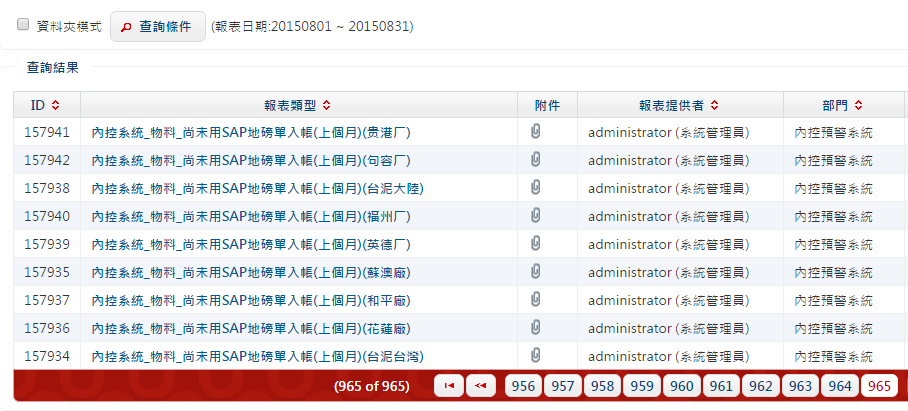 資料夾模式 查詢條件 (報表日期:20150801 ~ 20150831)
查詢結果
ID 報表類型 附件 報表提供者 部門
157941 內控系統_物料_尚未用SAP地磅單入帳(上個月)(贵港厂) administrator (系統管理員) 內控預警系統
157942 內控系統_物料_尚未用SAP地磅單入帳(上個月)(句容厂) administrator (系統管理員) 內控預警系統
157938 內控系統_物料_尚未用SAP地磅單入帳(上個月)(台泥大陸) administrator (系統管理員) 內控預警系統
157940 內控系統_物料_尚未用SAP地磅單入帳(上個月)(福州厂) administrator (系統管理員) 內控預警系統
157939 內控系統_物料_尚未用SAP地磅單入帳(上個月)(英德厂) administrator (系統管理員) 內控預警系統
157935 內控系統_物料_尚未用SAP地磅單入帳(上個月)(蘇澳廠) administrator (系統管理員) 內控預警系統
157937 內控系統_物料_尚未用SAP地磅單入帳(上個月)(和平廠) administrator (系統管理員) 內控預警系統
157936 內控系統_物料_尚未用SAP地磅單入帳(上個月)(花蓮廠) administrator (系統管理員) 內控預警系統
157934 內控系統_物料_尚未用SAP地磅單入帳(上個月)(台泥台灣) administrator (系統管理員) 內控預警系統
(965 of 965) 956 957 958 959 960 961 962 963 964 965